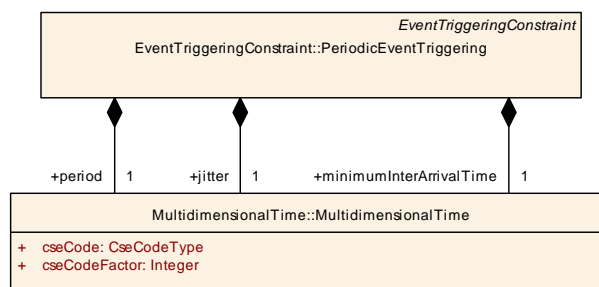 EventTriggeringConstraint
EventTriggeringConstraint::PeriodicEventTriggering
+period 1 +jitter 1 +minimumInterArrivalTime 1
MultidimensionalTime::MultidimensionalTime
+ cseCode: CseCodeType
+ cseCodeFactor: Integer